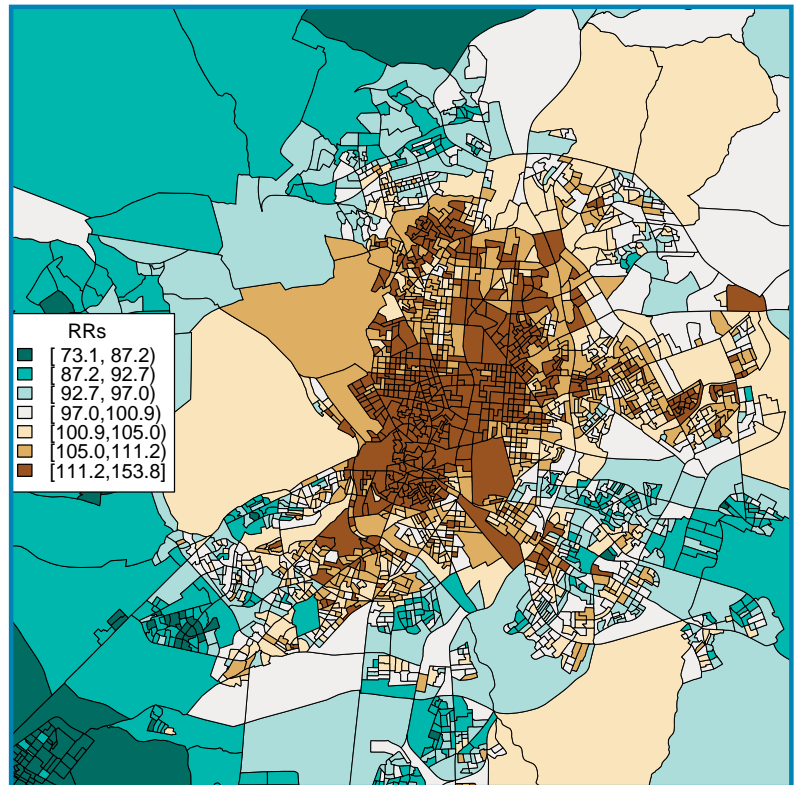 RRs
[ 73.1, 87.2)
[ 87.2, 92.7)
[ 92.7, 97.0)
[ 97.0,100.9)
[100.9,105.0)
[105.0,111.2)
[111.2,153.8]